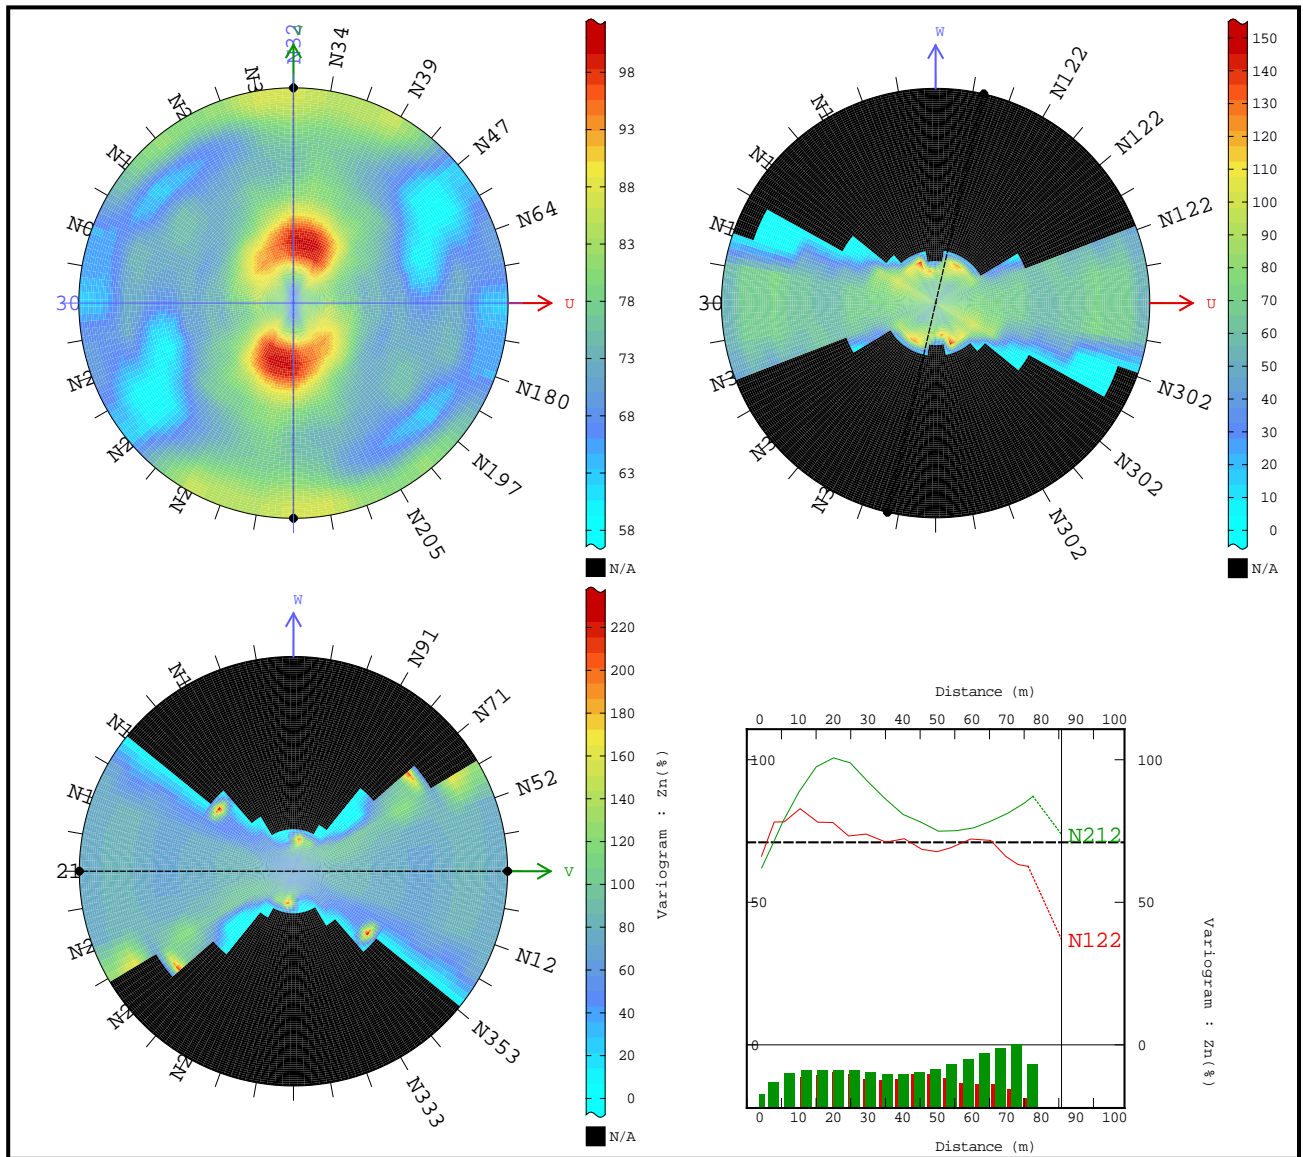 N34
N39
N47
N64
N180
N197
N205
30
U
98
93
88
83
78
73
68
63
58
N/A
W
N122
N122
N122
N302
N302
N302
30
U
150
140
130
120
110
100
90
80
70
60
50
40
30
20
10
0
N/A
W
N91
N71
N52
N12
N353
N333
21
V
220
200
180
160
140
120
100
80
60
40
20
0
N/A
Distance (m)
0 10 20 30 40 50 60 70 80 90 100
Variogram : Zn(%)
100
50
0
100
50
0
N212
N122
Variogram : Zn(%)
0 10 20 30 40 50 60 70 80 90 100
Distance (m)